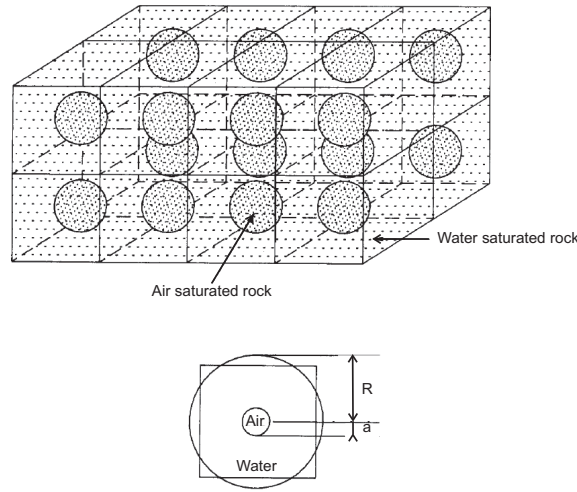 Water saturated rock
Air saturated rock
R
Air
a
Water